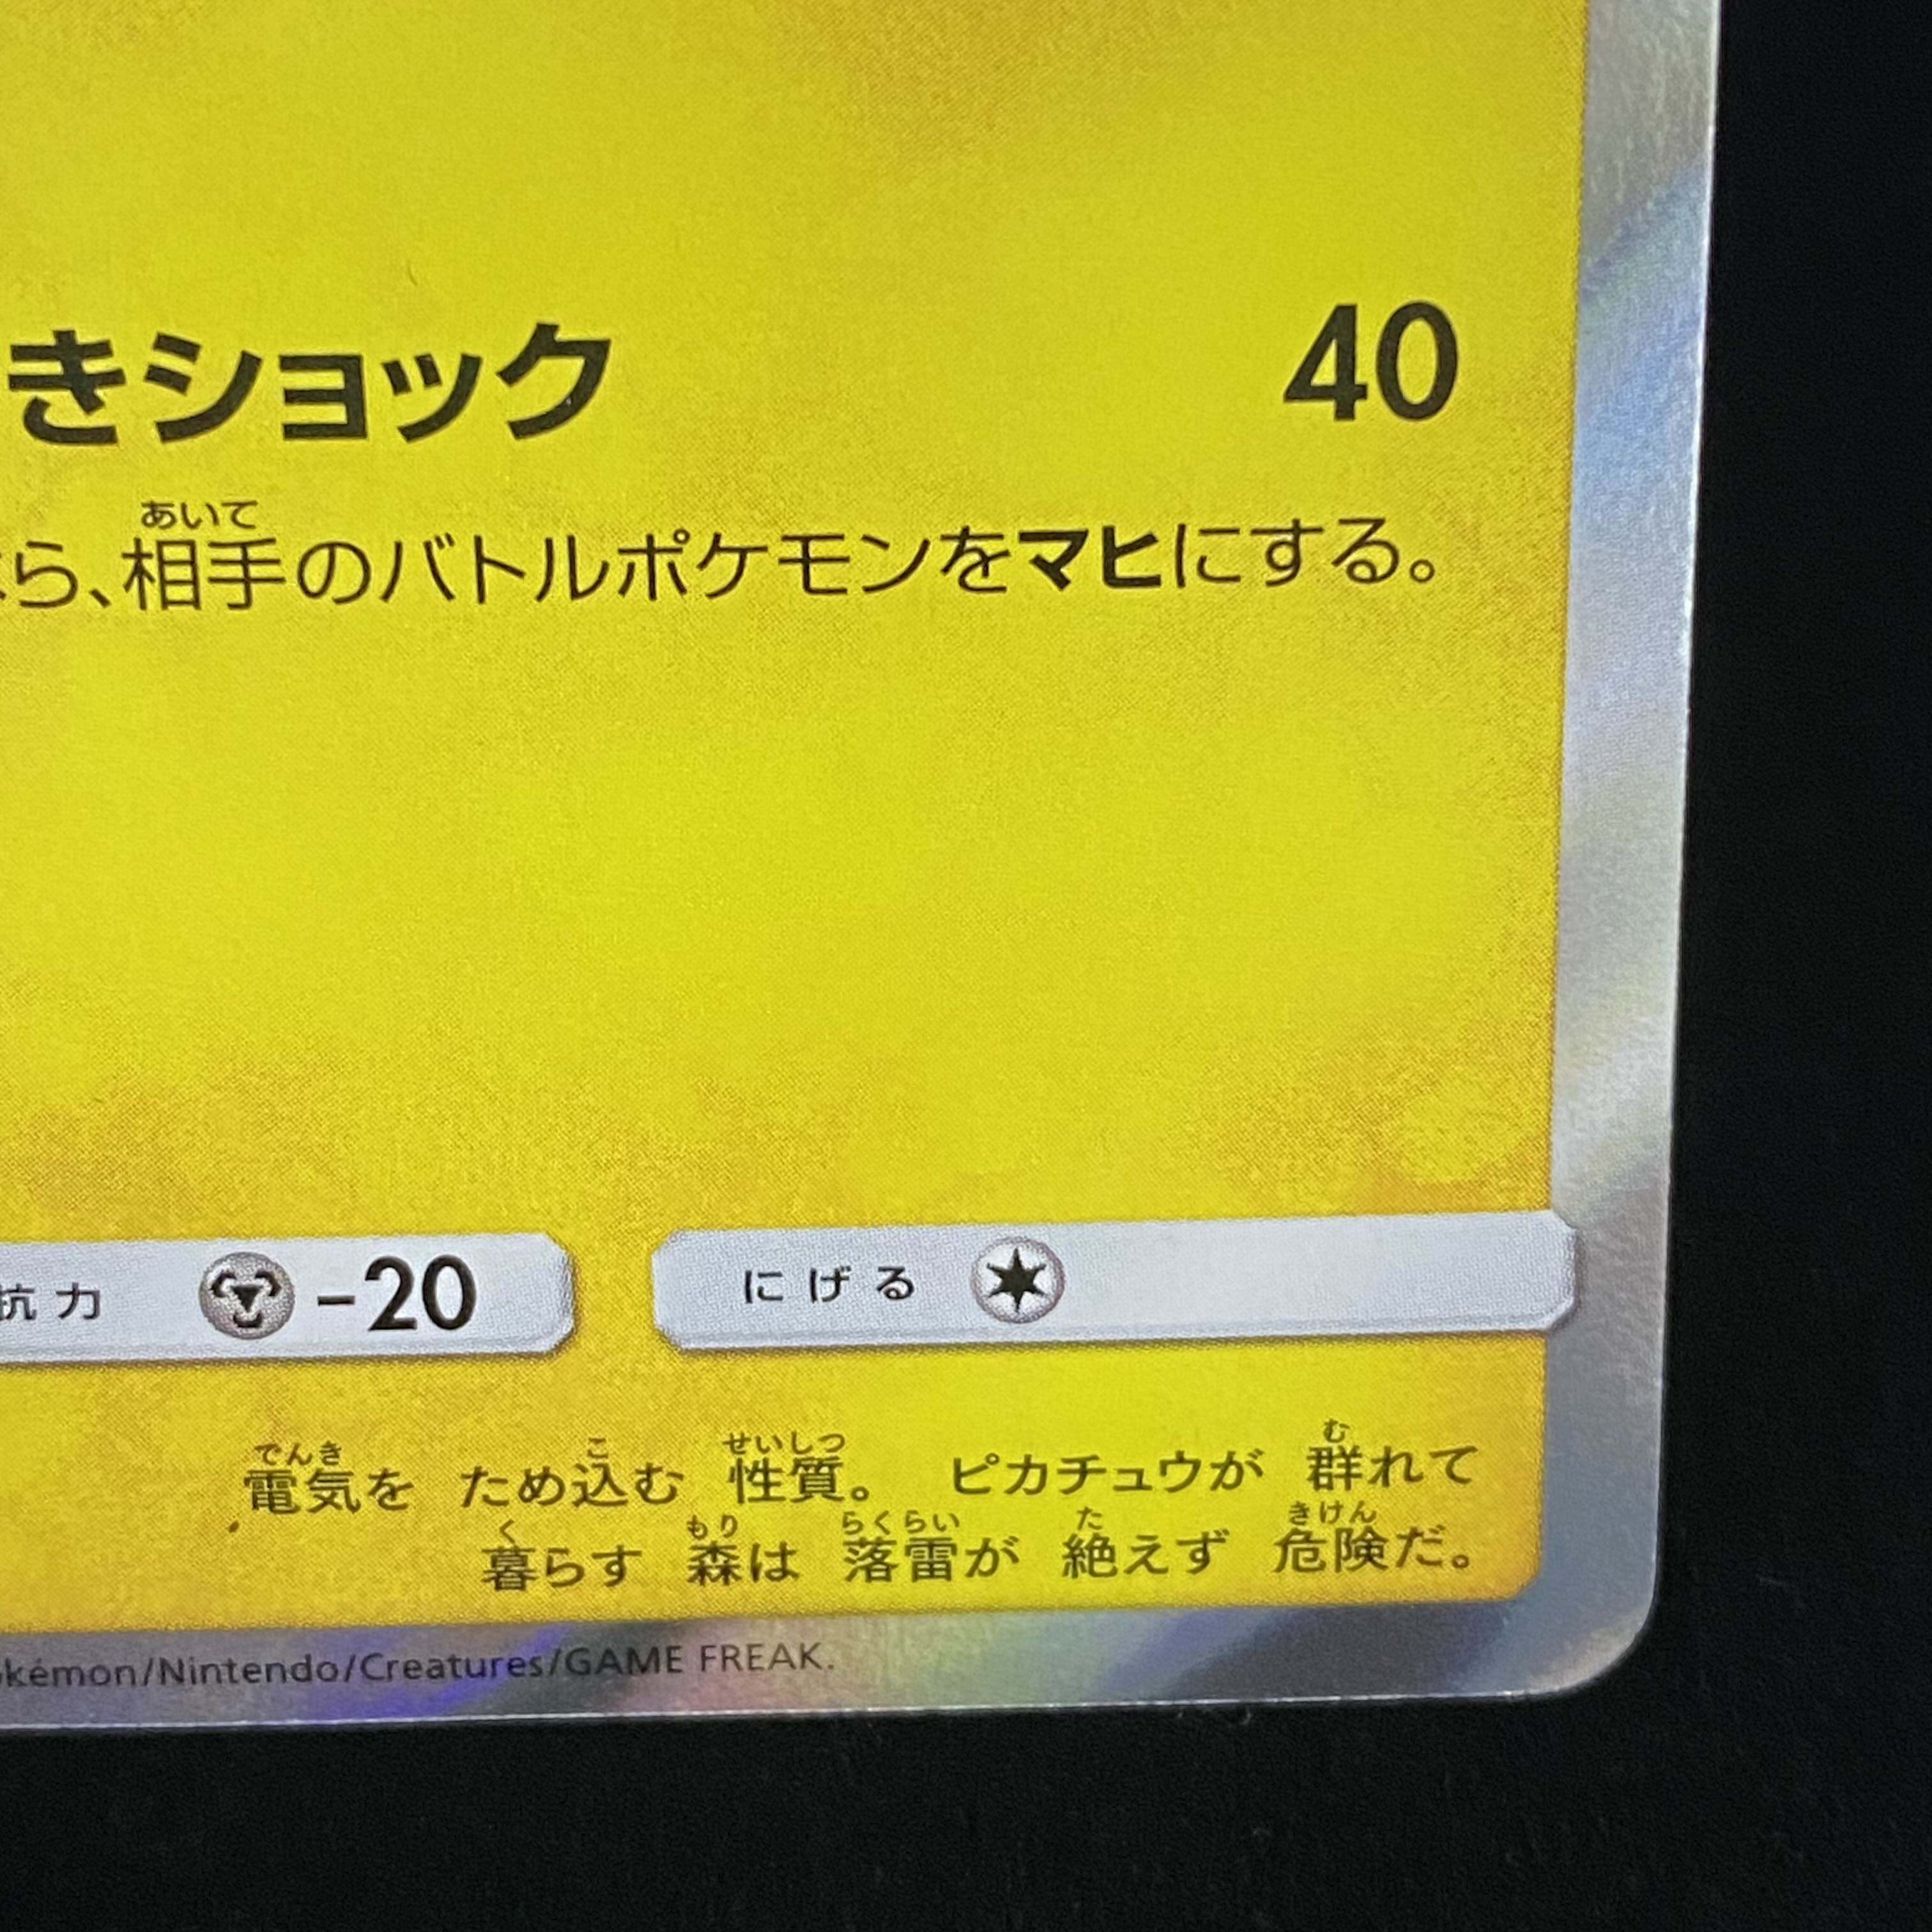 きショック 40
ら、相手のバトルポケモンをマヒにする。
抗力 -20 にげる
電気を ため込む 性質。 ピカチュウが 群れて
暮らす 森は 落雷が 絶えず 危険だ。
okémon/Nintendo/Creatures/GAME FREAK.